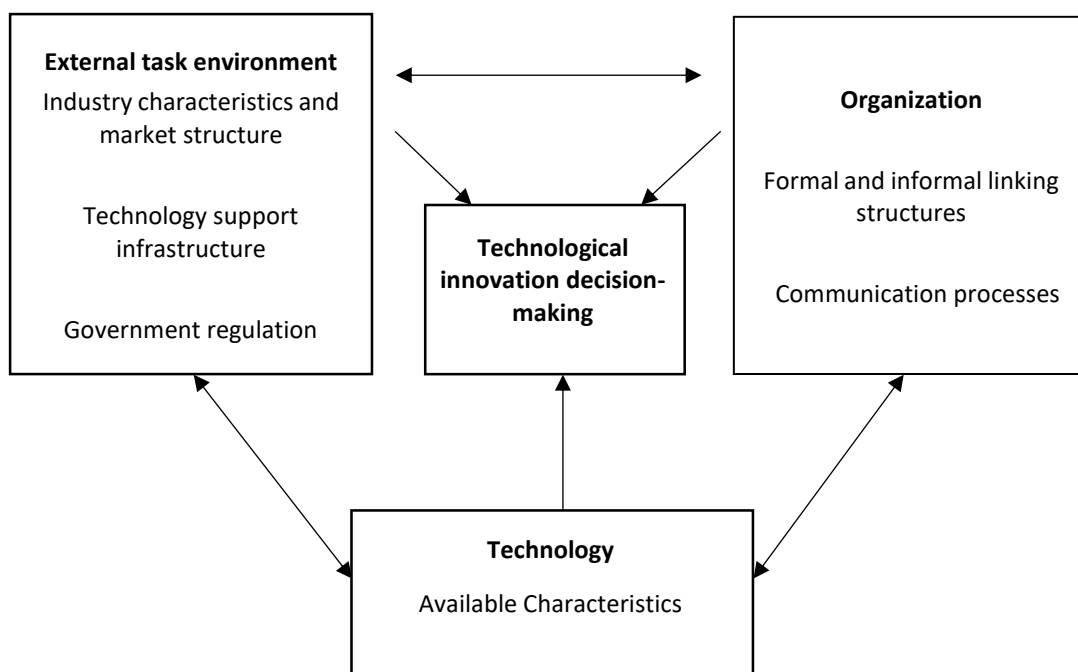 External task environment
Industry characteristics and
market structure
Technology support
infrastructure
Government regulation
Organization
Formal and informal linking
structures
Communication processes
Technological
innovation decision-
making
Technology
Available Characteristics